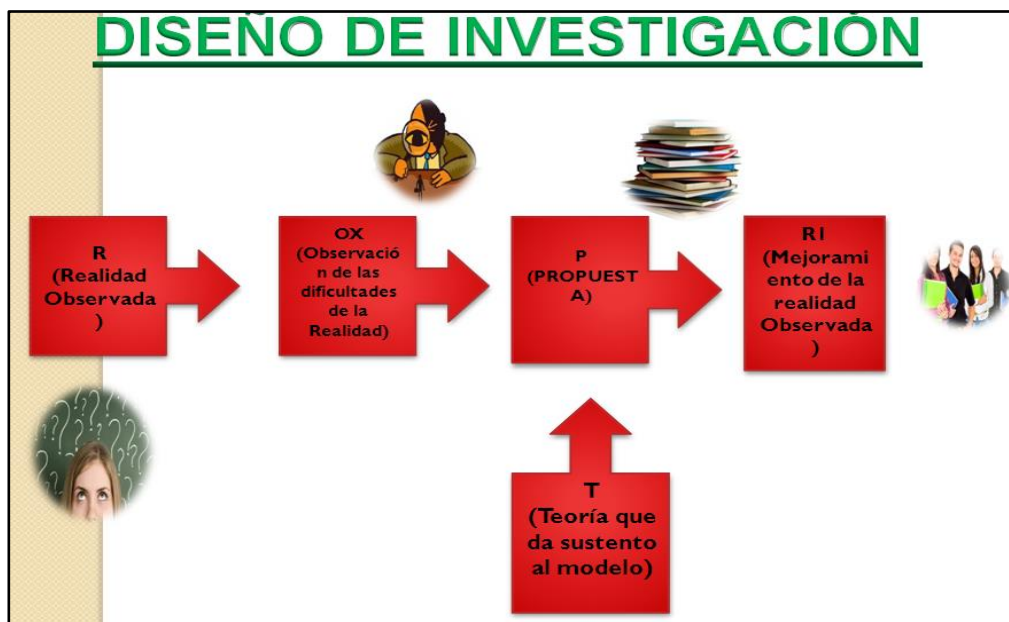 DISEÑO DE INVESTIGACIÓN
R
(Realidad
Observada
)
OX
(Observació
n de las
dificultades
de la
Realidad)
P
(PROPUEST
A)
R1
(Mejorami
ento de la
realidad
Observada
)
T
(Teoría que
da sustento
al modelo)